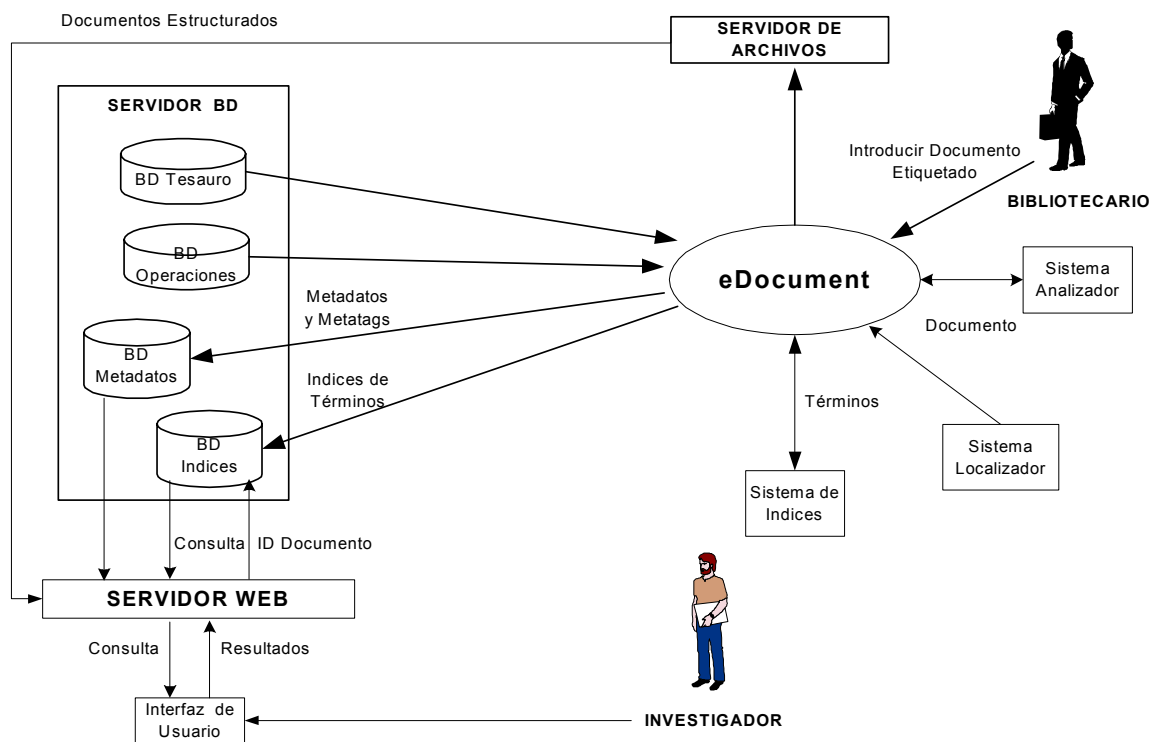 Documentos Estructurados
SERVIDOR DE
ARCHIVOS
SERVIDOR BD
BD Tesauro
Introducir Documento
Etiquetado
BIBLIOTECARIO
BD
Operaciones
eDocument
Sistema
Analizador
Metadatos
y Metatags
Documento
BD
Metadatos
Indices de
Términos
Términos
BD
Indices
Sistema
Localizador
Sistema de
Indices
Consulta
ID Documento
SERVIDOR WEB
Consulta
Resultados
Interfaz de
Usuario
INVESTIGADOR